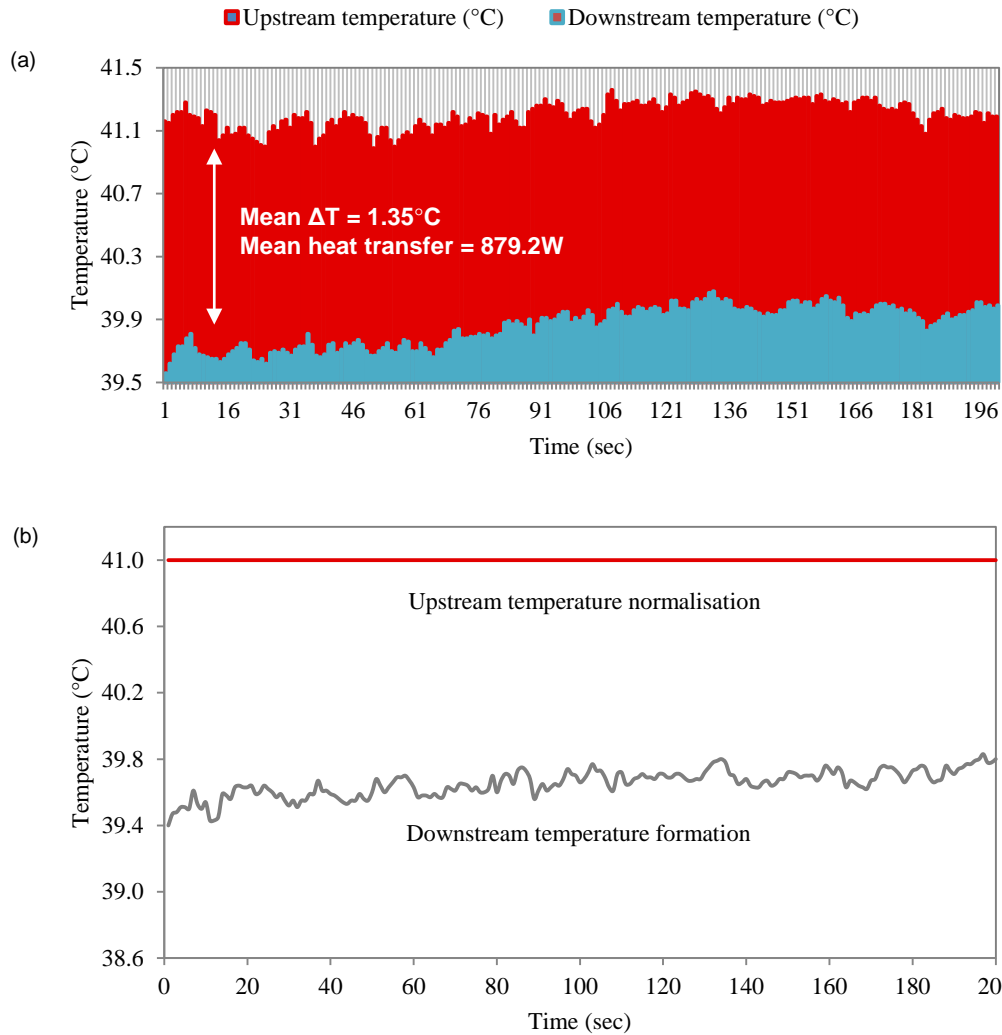 Upstream temperature (°C) Downstream temperature (°C)
(a)
41.5
41.1
40.7
40.3
39.9
39.5
Temperature (°C)
Mean ΔT = 1.35°C
Mean heat transfer = 879.2W
1 16 31 46 61 76 91 106 121 136 151 166 181 196
Time (sec)
(b)
41.0
40.6
40.2
39.8
39.4
39.0
38.6
Temperature (°C)
Upstream temperature normalisation
Downstream temperature formation
0 20 40 60 80 100 120 140 160 180 20
Time (sec)